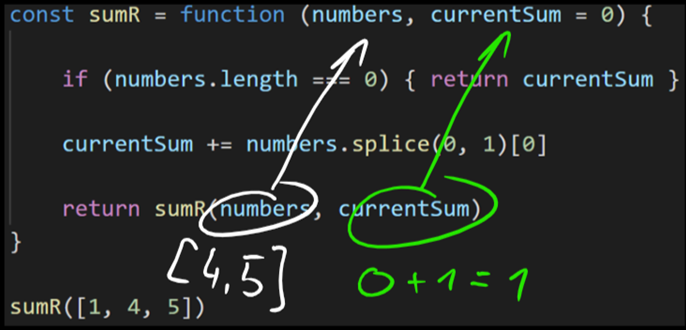 const sumR = function (numbers, currentSum = 0) {
if (numbers.length === 0) { return currentSum }
currentSum += numbers.splice(0, 1)[0]
return sumR(numbers, currentSum)
[4,5]
0+1=1
}
sumR([1, 4, 5])